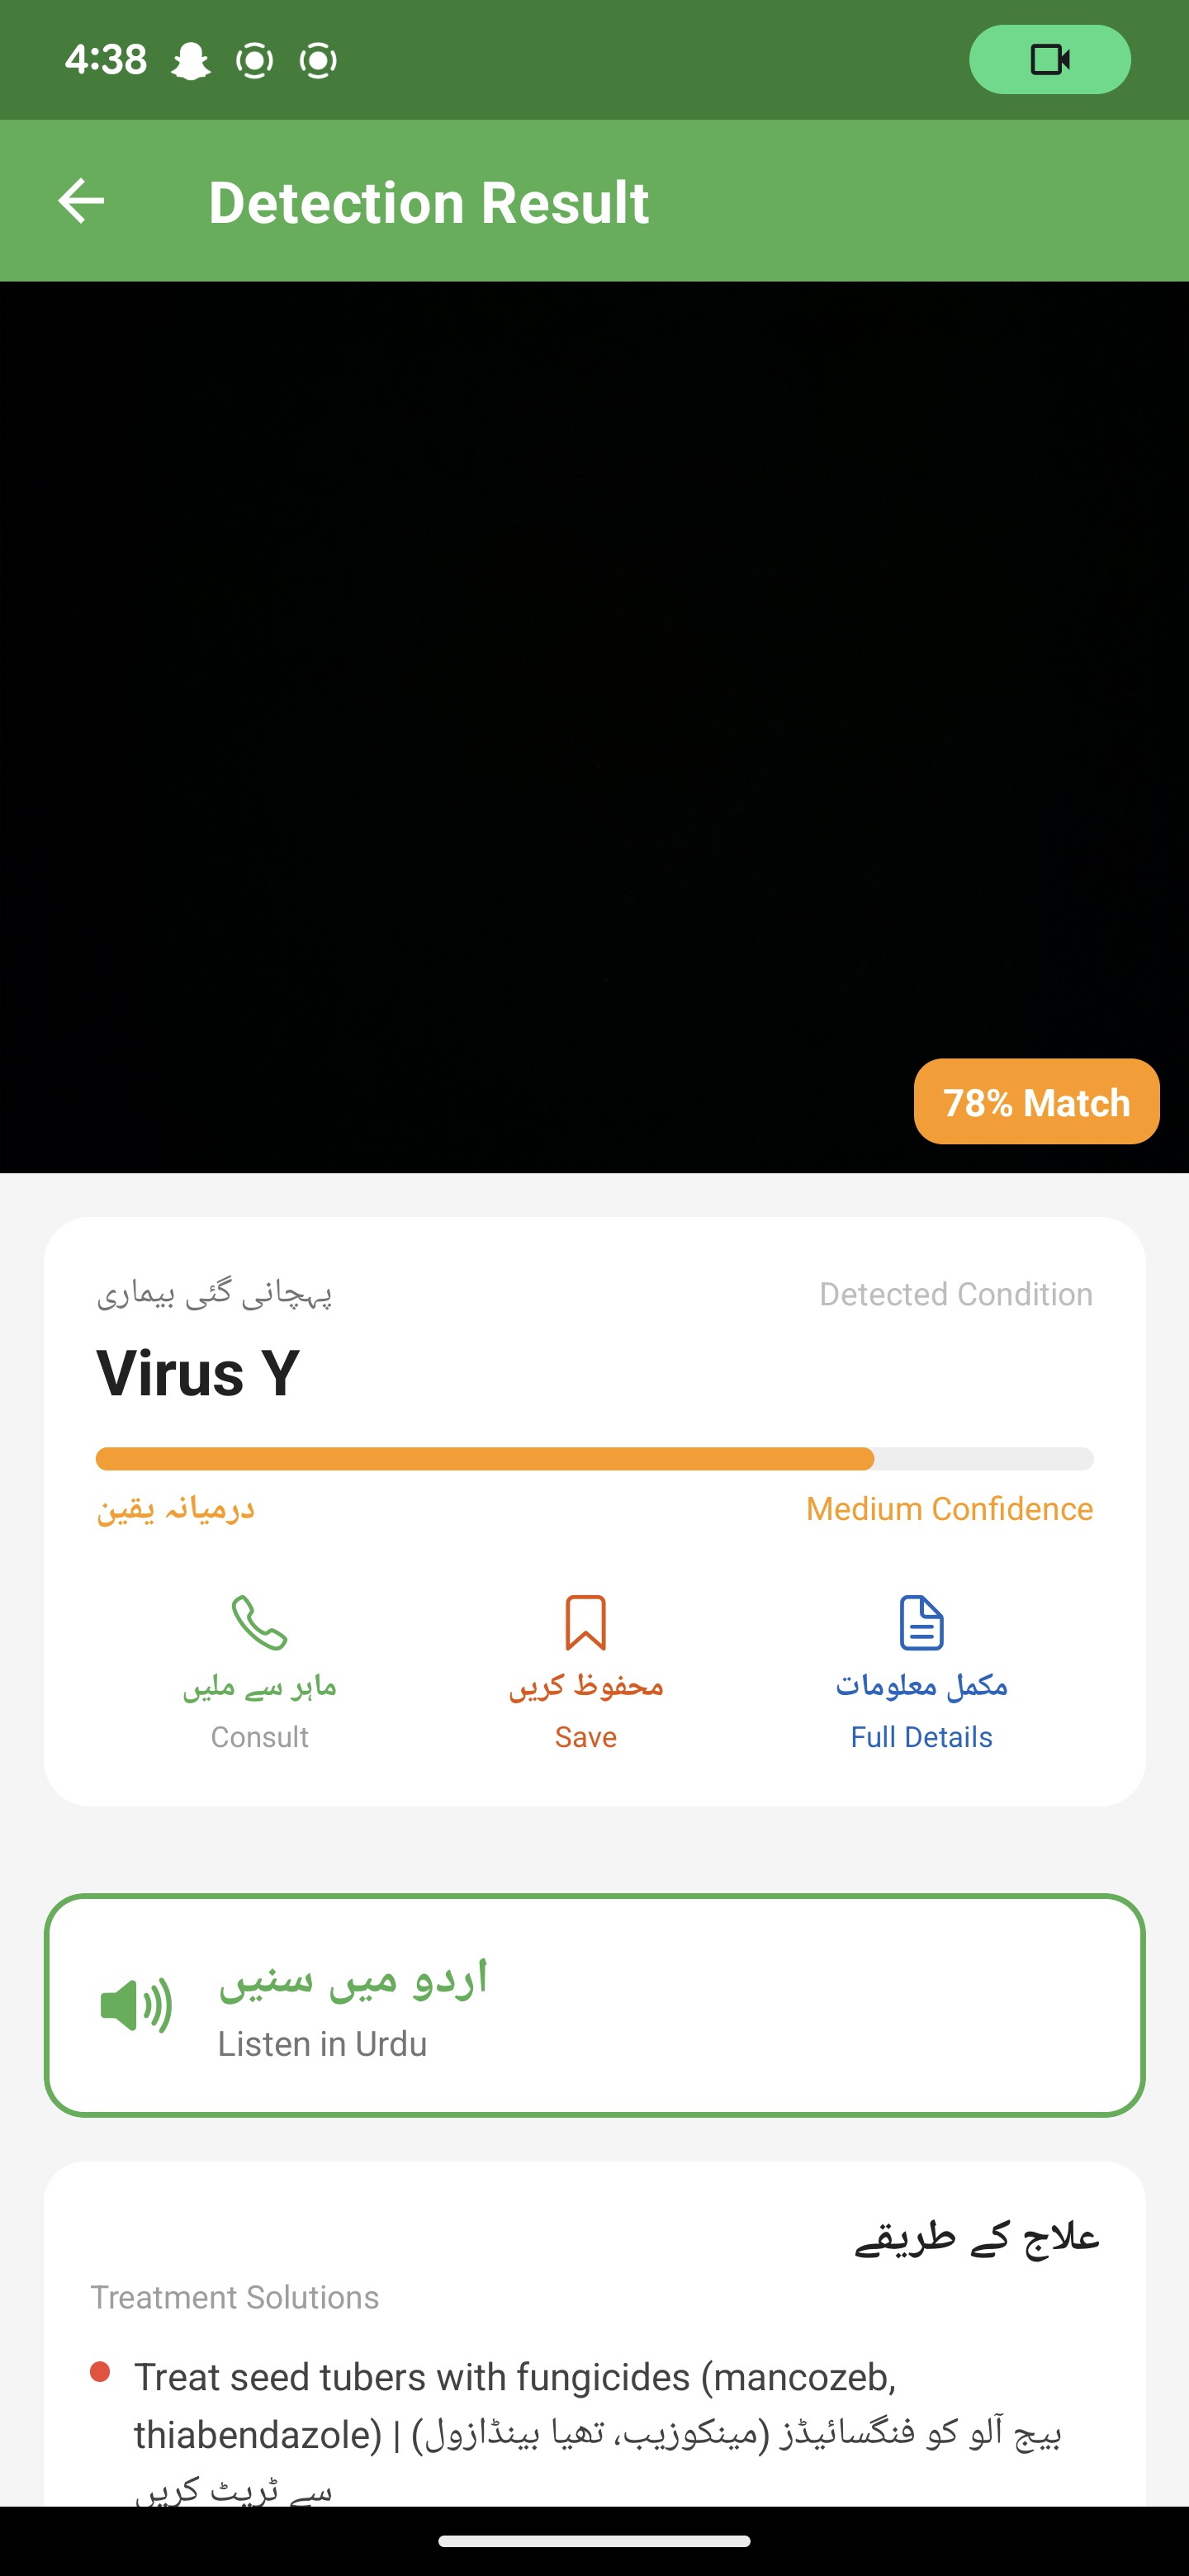 4:38
Detection Result
78% Match
پہچانی گئی بیماری
Detected Condition
Virus Y
درمیانہ یقین
Medium Confidence
ماہر سے ملیں
محفوظ کریں
مکمل معلومات
Consult
Save
Full Details
اردو میں سنیں
Listen in Urdu
علاج کے طریقے
Treatment Solutions
Treat seed tubers with fungicides (mancozeb,
thiabendazole) | بیج آلو کو فنگسائیڈز (مینکوزیب، تھیا بینڈازول)
سے ٹریٹ کریں